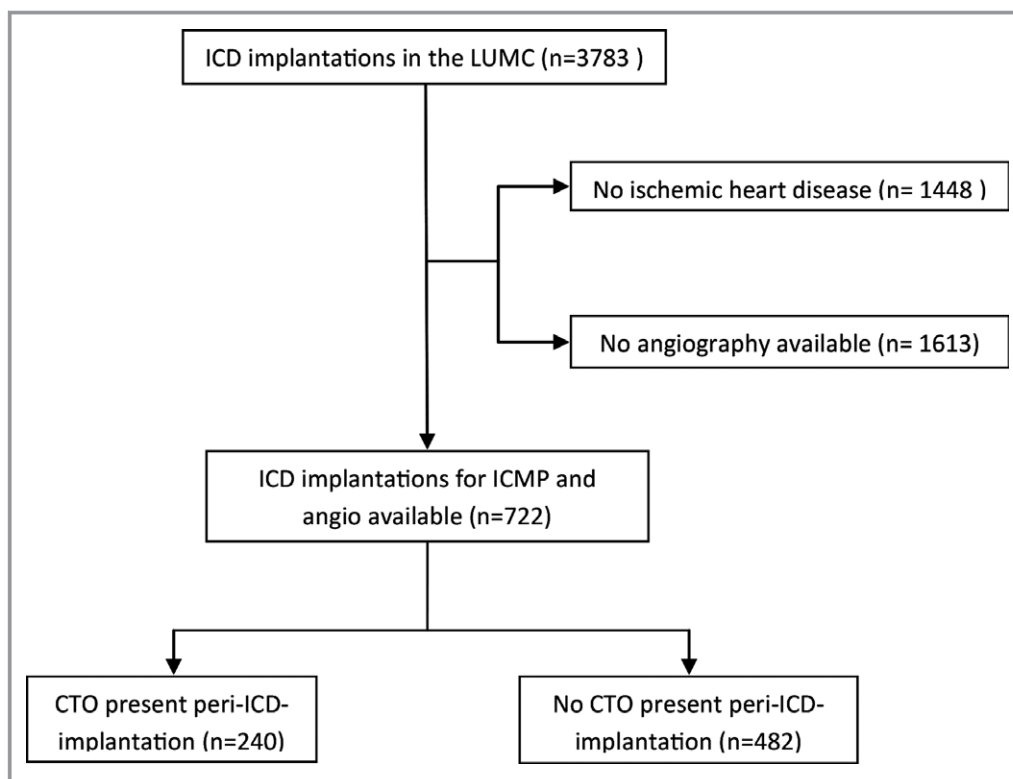 ICD implantations in the LUMC (n=3783 )
No ischemic heart disease (n= 1448 )
No angiography available (n= 1613)
ICD implantations for ICMP and
angio available (n=722)
CTO present peri-ICD-
implantation (n=240)
No CTO present peri-ICD-
implantation (n=482)